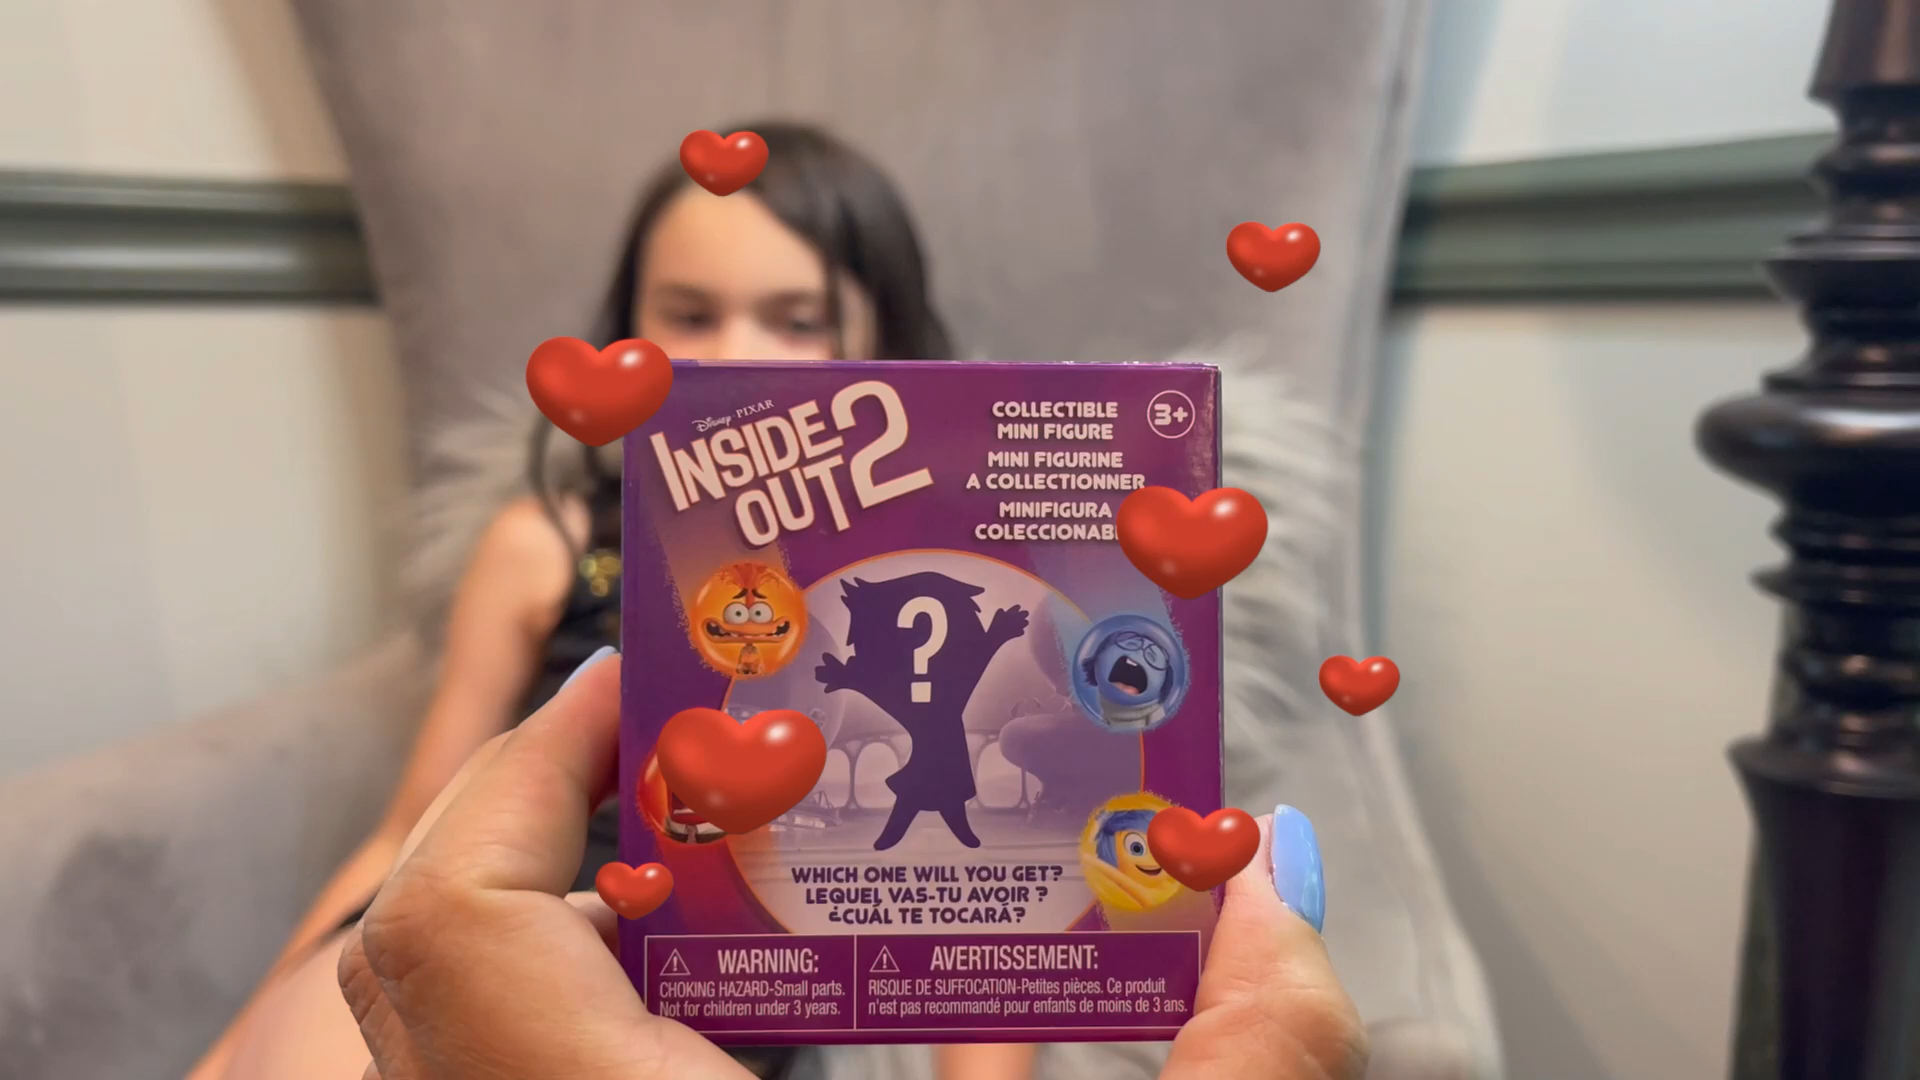 Disney · PIXAR
INSIDE
OUT 2
COLLECTIBLE
MINI FIGURE
MINI FIGURINE
A COLLECTIONNER
MINIFIGURA
COLECCIONAB
3+
?
WHICH ONE WILL YOU GET?
LEQUEL VAS-TU AVOIR ?
¿CUÁL TE TOCARÁ?
WARNING:
CHOKING HAZARD-Small parts.
Not for children under 3 years.
AVERTISSEMENT:
RISQUE DE SUFFOCATION-Petites pièces. Ce produit
n'est pas recommandé pour enfants de moins de 3 ans.